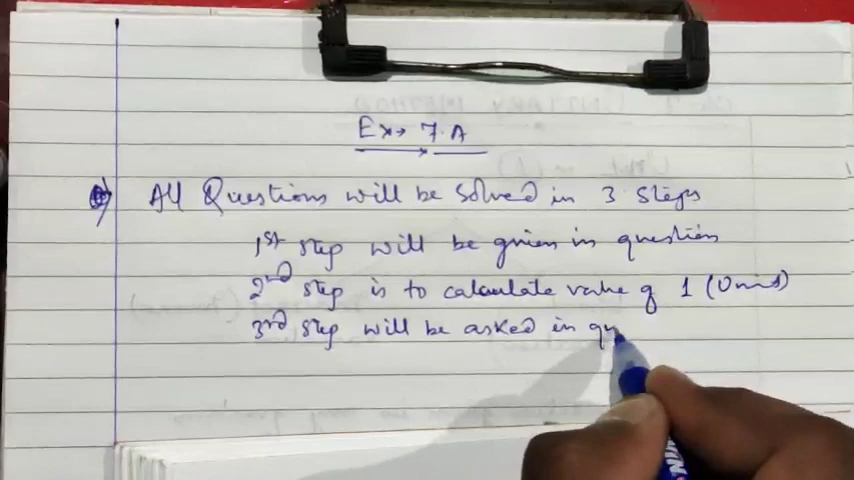 Ex→ 7.A
All Questions will be Solved in 3 Steps
1st step will be given in question
2nd step is to calculate value of 1 (Unit)
3rd step will be asked in qu